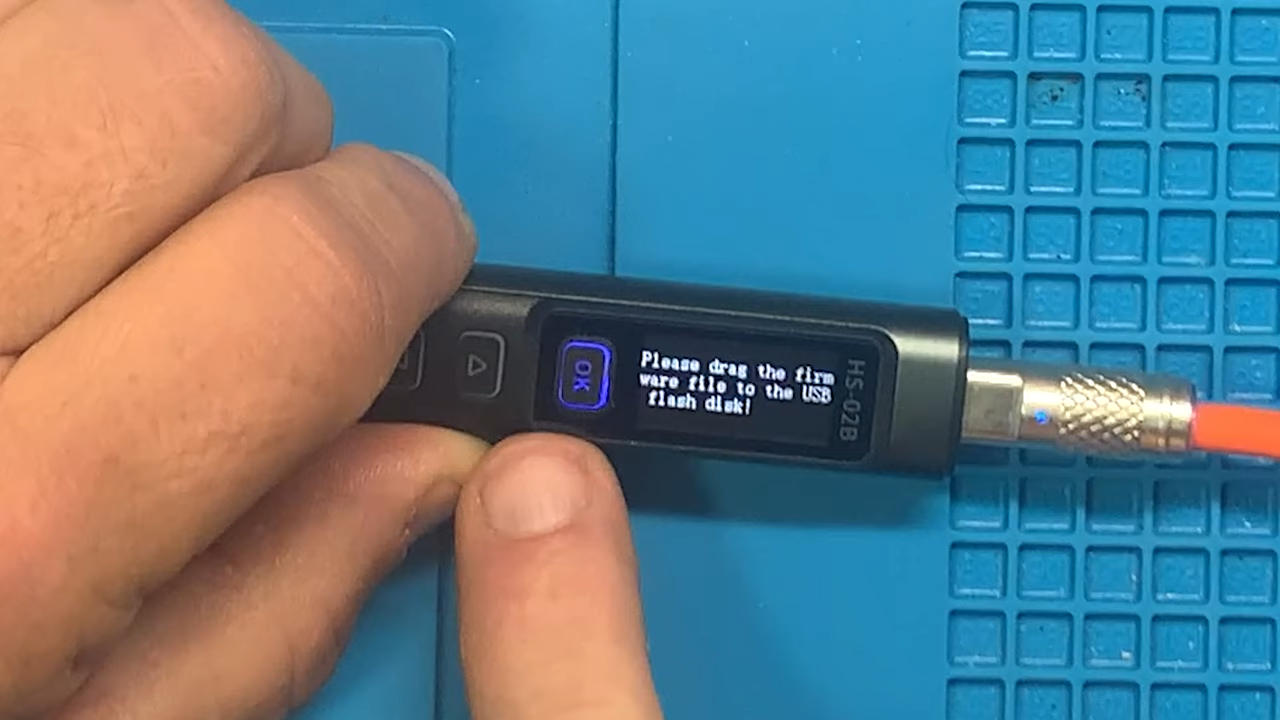 Please drag the firm
ware file to the USB
flash disk!
OK
HS-02B